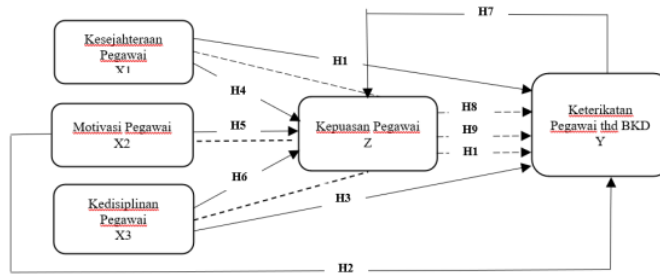 H7
Kesejahteraan
Pegawai
X1
H1
H4
Motivasi Pegawai
X2
H5
Kepuasan Pegawai
Z
H8
H9
H1
Keterikatan
Pegawai thd BKD
Y
Kedisiplinan
Pegawai
X3
H6
H3
H2